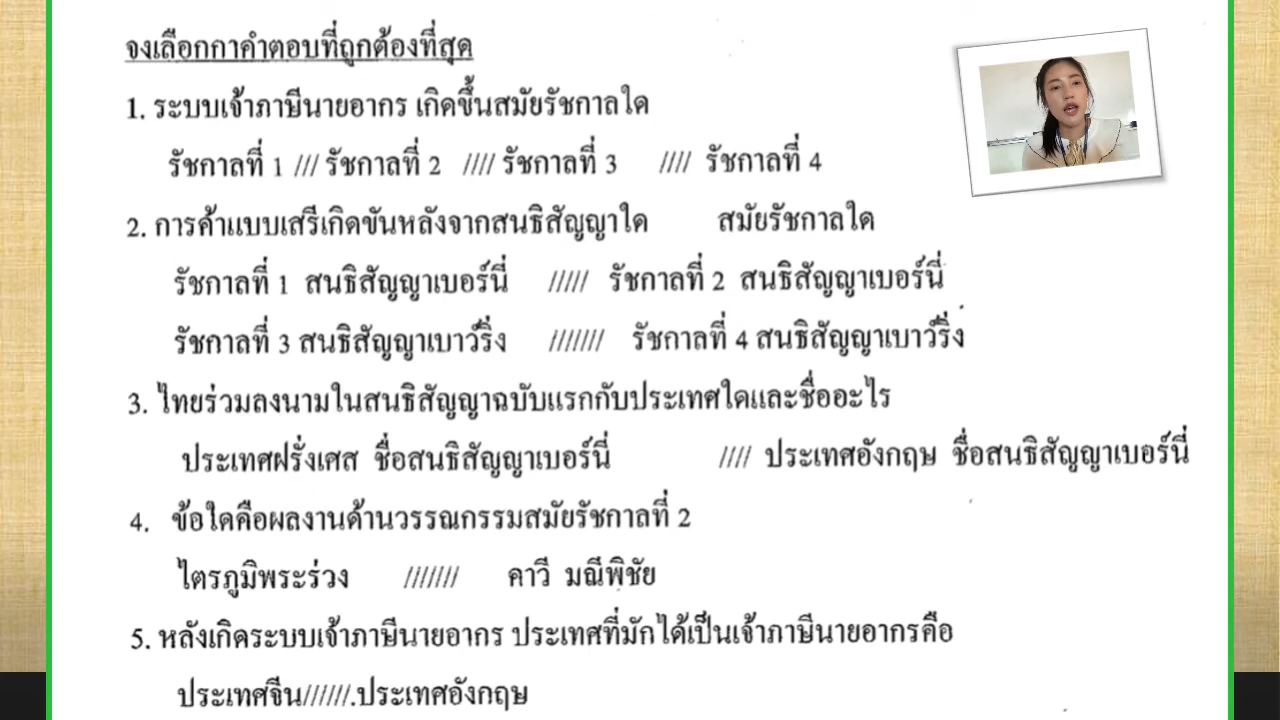 จงเลือกกาคำตอบที่ถูกต้องที่สุด
1. ระบบเจ้าภาษีนายอากร เกิดขึ้นสมัยรัชกาลใด
รัชกาลที่ 1 /// รัชกาลที่ 2 //// รัชกาลที่ 3 //// รัชกาลที่ 4
2. การค้าแบบเสรีเกิดขันหลังจากสนธิสัญญาใด สมัยรัชกาลใด
รัชกาลที่ 1 สนธิสัญญาเบอร์นี่ ///// รัชกาลที่ 2 สนธิสัญญาเบอร์นี่
รัชกาลที่ 3 สนธิสัญญาเบาว์ริ่ง /////// รัชกาลที่ 4 สนธิสัญญาเบาว์ริ่ง
3. ไทยร่วมลงนามในสนธิสัญญาฉบับแรกกับประเทศใดและชื่ออะไร
ประเทศฝรั่งเศส ชื่อสนธิสัญญาเบอร์นี่ //// ประเทศอังกฤษ ชื่อสนธิสัญญาเบอร์นี่
4. ข้อใดคือผลงานด้านวรรณกรรมสมัยรัชกาลที่ 2
ไตรภูมิพระร่วง /////// คาวี มณีพิชัย
5. หลังเกิดระบบเจ้าภาษีนายอากร ประเทศที่มักได้เป็นเจ้าภาษีนายอากรคือ
ประเทศจีน//////.ประเทศอังกฤษ